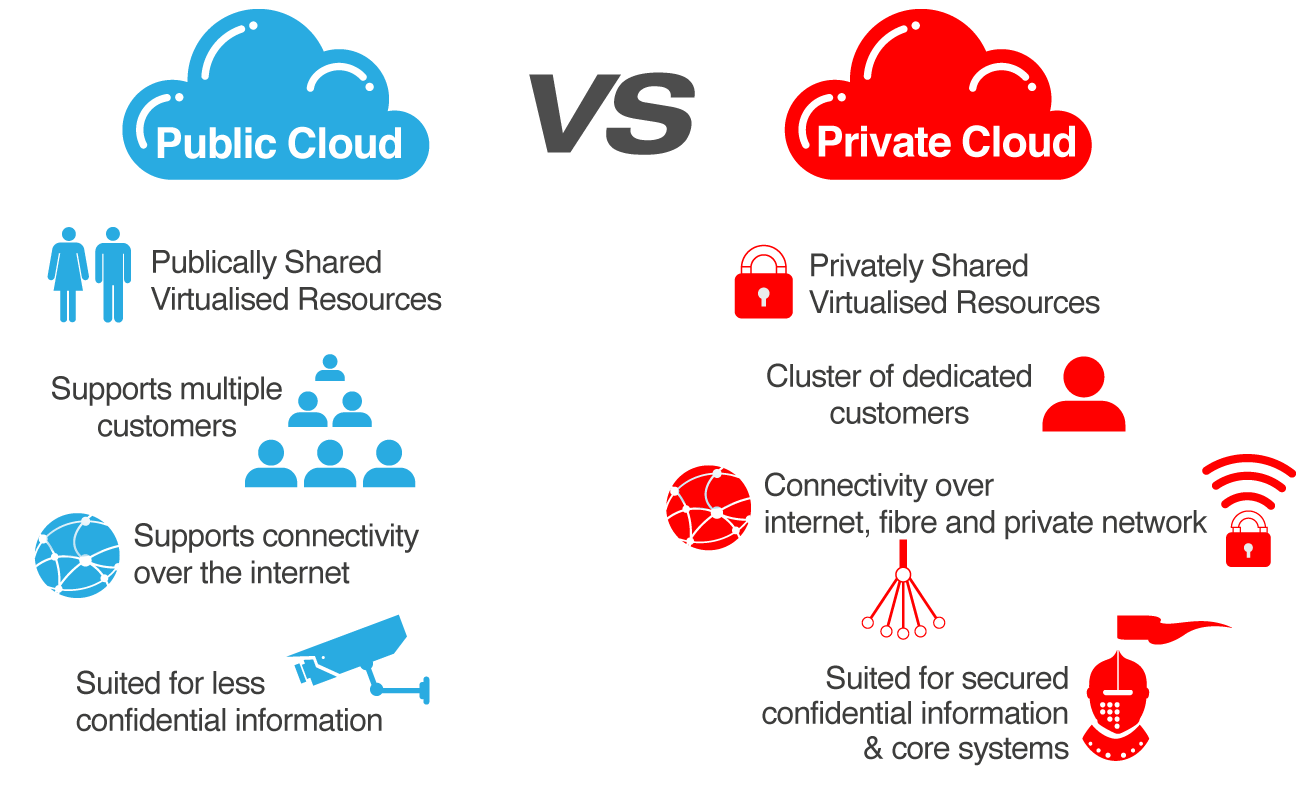 Public Cloud
VS
Private Cloud
Publically Shared
Virtualised Resources
Supports multiple
customers
Supports connectivity
over the internet
Suited for less
confidential information
Privately Shared
Virtualised Resources
Cluster of dedicated
customers
Connectivity over
internet, fibre and private network
Suited for secured
confidential information
& core systems